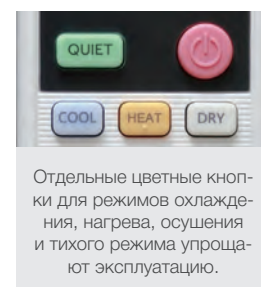 QUIET
COOL HEAT DRY
Отдельные цветные кноп-
ки для режимов охлажде-
ния, нагрева, осушения
и тихого режима упроща-
ют эксплуатацию.